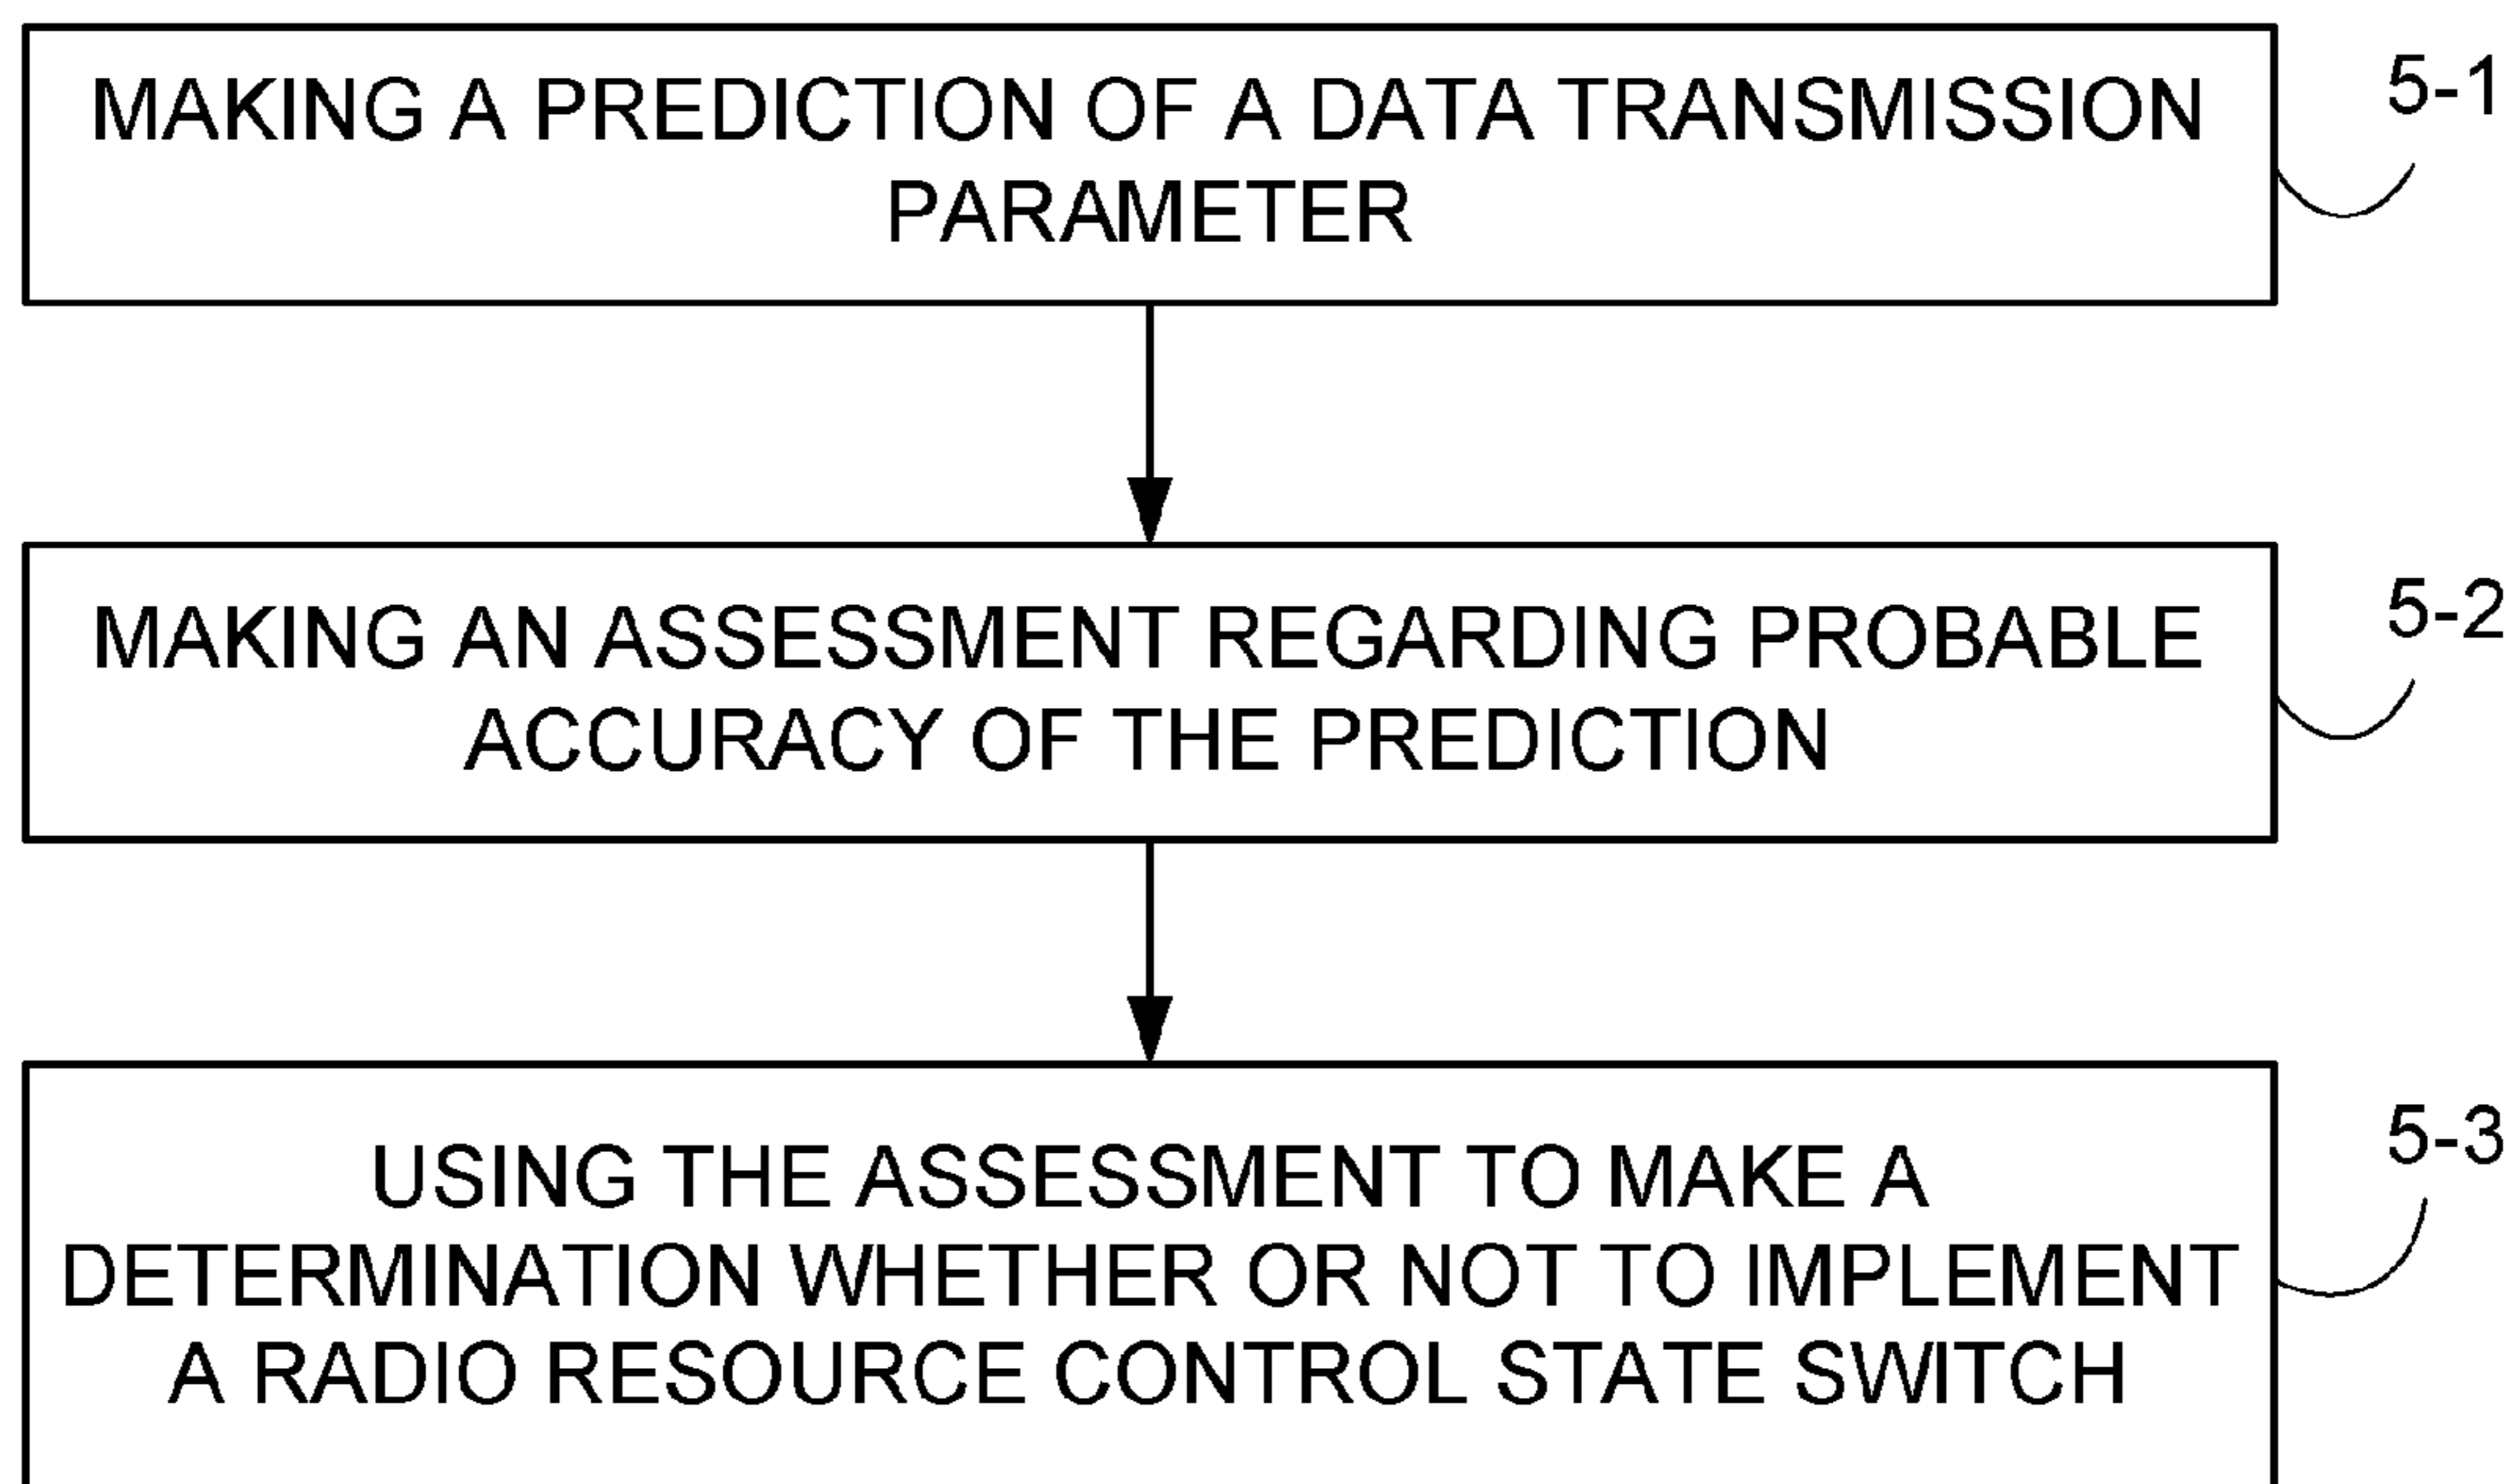 MAKING A PREDICTION OF A DATA TRANSMISSION
PARAMETER
5-1
MAKING AN ASSESSMENT REGARDING PROBABLE
ACCURACY OF THE PREDICTION
5-2
USING THE ASSESSMENT TO MAKE A
DETERMINATION WHETHER OR NOT TO IMPLEMENT
A RADIO RESOURCE CONTROL STATE SWITCH
5-3